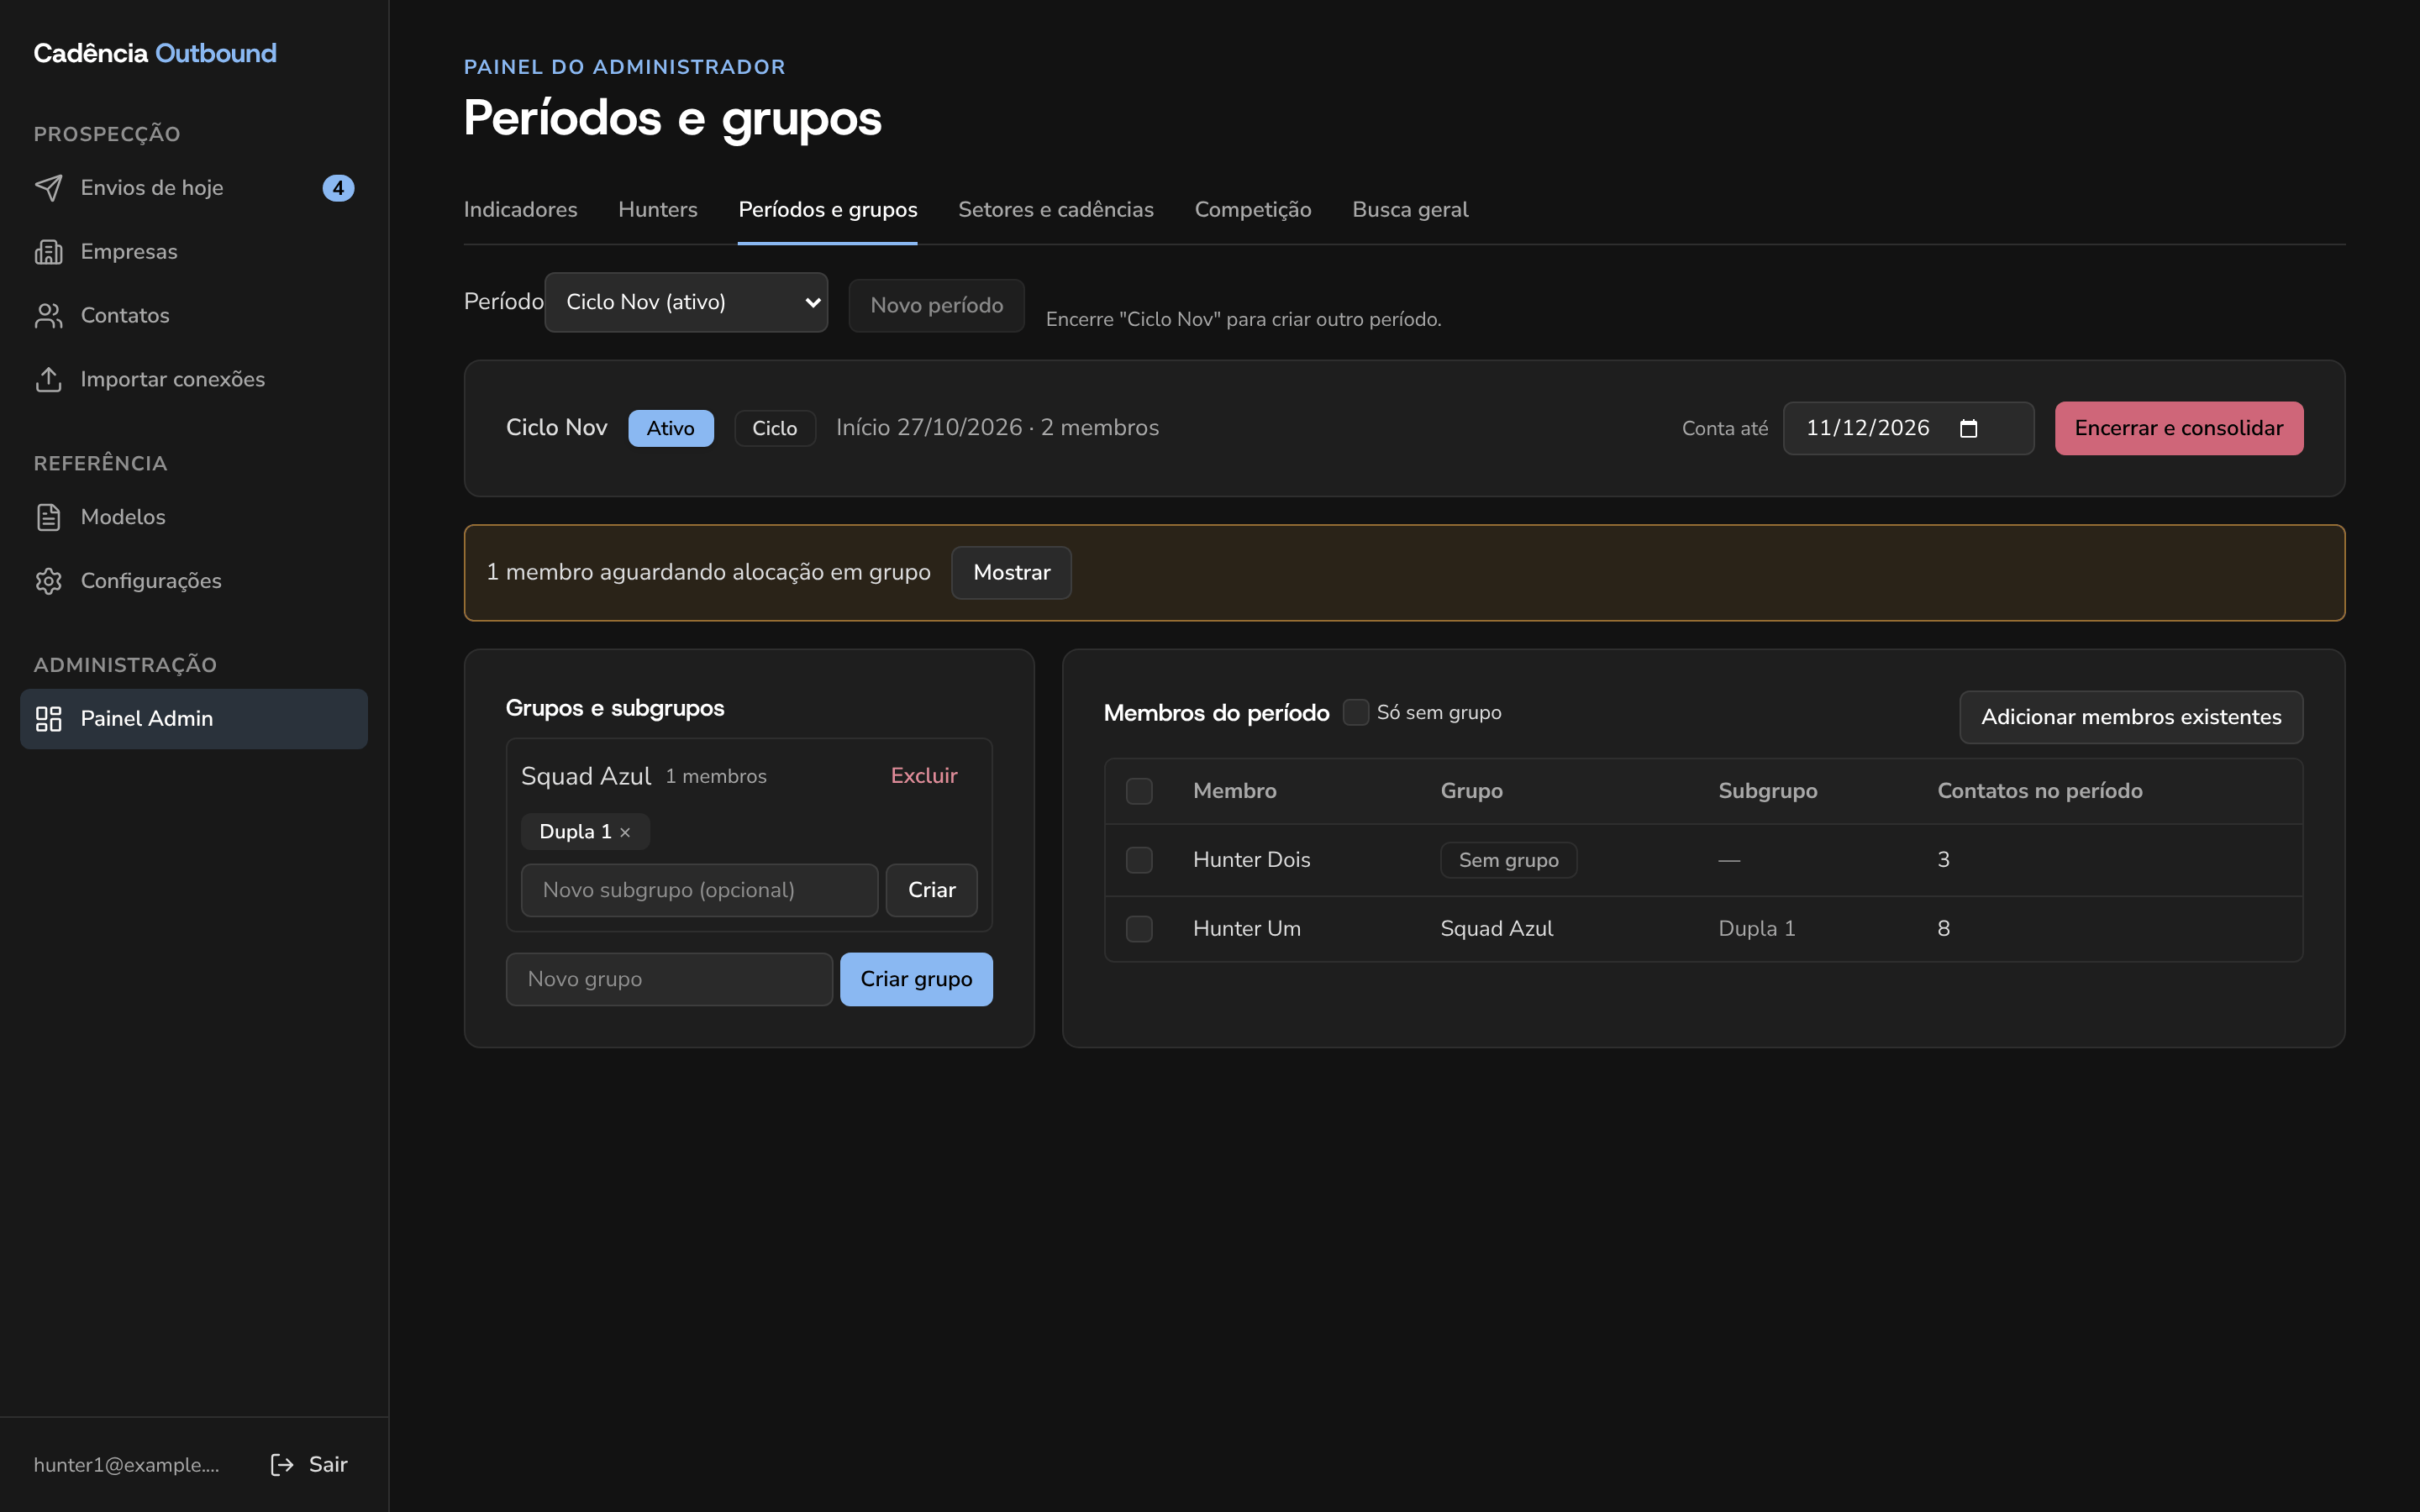 Cadência Outbound
PROSPECÇÃO
Envios de hoje 4
Empresas
Contatos
Importar conexões
REFERÊNCIA
Modelos
Configurações
ADMINISTRAÇÃO
Painel Admin
hunter1@example.... Sair
PAINEL DO ADMINISTRADOR
Períodos e grupos
Indicadores Hunters Períodos e grupos Setores e cadências Competição Busca geral
Período Ciclo Nov (ativo) Novo período Encerre "Ciclo Nov" para criar outro período.
Ciclo Nov Ativo Ciclo Início 27/10/2026 · 2 membros Conta até 11/12/2026 Encerrar e consolidar
1 membro aguardando alocação em grupo Mostrar
Grupos e subgrupos
Squad Azul 1 membros Excluir
Dupla 1 ×
Novo subgrupo (opcional) Criar
Novo grupo Criar grupo
Membros do período Só sem grupo Adicionar membros existentes
Membro Grupo Subgrupo Contatos no período
Hunter Dois Sem grupo — 3
Hunter Um Squad Azul Dupla 1 8